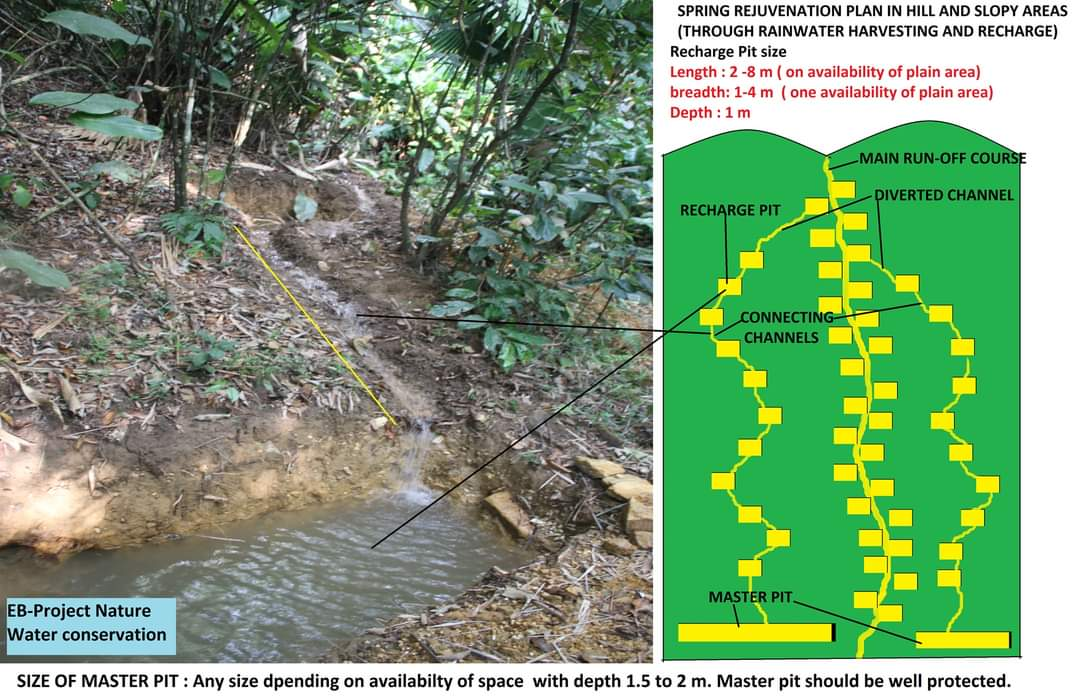 SPRING REJUVENATION PLAN IN HILL AND SLOPY AREAS
(THROUGH RAINWATER HARVESTING AND RECHARGE)
Recharge Pit size
Length : 2 -8 m ( on availability of plain area)
breadth: 1-4 m ( one availability of plain area)
Depth : 1 m
MAIN RUN-OFF COURSE
DIVERTED CHANNEL
RECHARGE PIT
CONNECTING
CHANNELS
MASTER PIT
EB-Project Nature
Water conservation
SIZE OF MASTER PIT : Any size dpending on availabilty of space with depth 1.5 to 2 m. Master pit should be well protected.